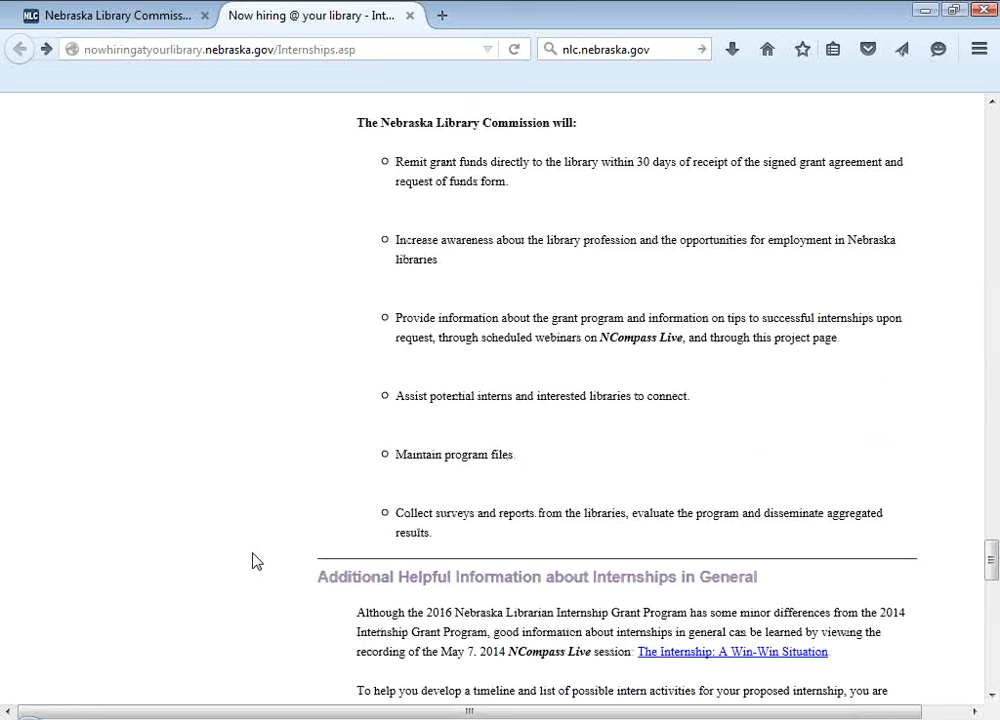 Nebraska Library Commiss...
Now hiring @ your library - Int...
nowhiringatyourlibrary.nebraska.gov/Internships.asp
nlc.nebraska.gov
The Nebraska Library Commission will:
Remit grant funds directly to the library within 30 days of receipt of the signed grant agreement and
request of funds form.
Increase awareness about the library profession and the opportunities for employment in Nebraska
libraries
Provide information about the grant program and information on tips to successful internships upon
request, through scheduled webinars on NCompass Live, and through this project page.
Assist potential interns and interested libraries to connect.
Maintain program files.
Collect surveys and reports from the libraries, evaluate the program and disseminate aggregated
results.
Additional Helpful Information about Internships in General
Although the 2016 Nebraska Librarian Internship Grant Program has some minor differences from the 2014
Internship Grant Program, good information about internships in general can be learned by viewing the
recording of the May 7, 2014 NCompass Live session: The Internship: A Win-Win Situation.
To help you develop a timeline and list of possible intern activities for your proposed internship, you are